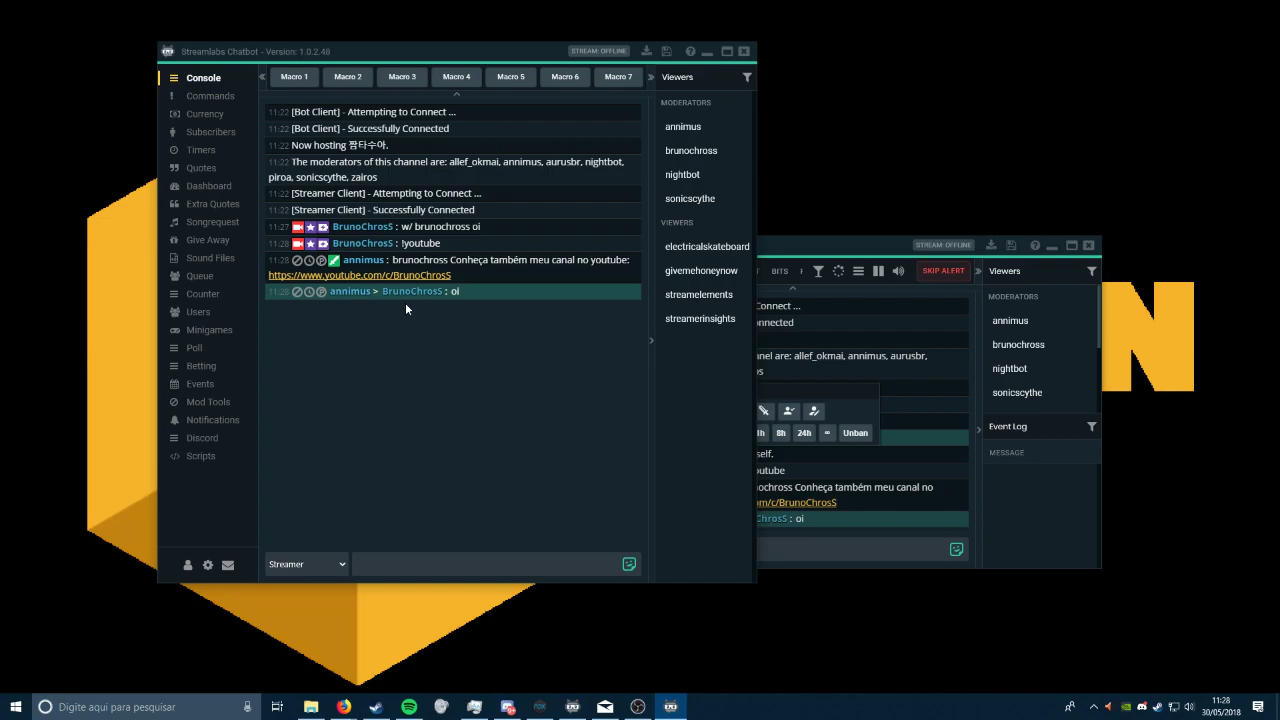 Streamlabs Chatbot - Version: 1.0.2.48
STREAM: OFFLINE
Console
Commands
Currency
Subscribers
Timers
Quotes
Dashboard
Extra Quotes
Songrequest
Give Away
Sound Files
Queue
Counter
Users
Minigames
Poll
Betting
Events
Mod Tools
Notifications
Discord
Scripts
Macro 1 Macro 2 Macro 3 Macro 4 Macro 5 Macro 6 Macro 7
11:22 [Bot Client] - Attempting to Connect ...
11:22 [Bot Client] - Successfully Connected
11:22 Now hosting 짬타수아.
11:22 The moderators of this channel are: allef_okmai, annimus, aurusbr, nightbot,
piroa, sonicscythe, zairos
11:22 [Streamer Client] - Attempting to Connect ...
11:22 [Streamer Client] - Successfully Connected
11:27 BrunoChrosS : w/ brunochross oi
11:28 BrunoChrosS : !youtube
11:28 annimus : brunochross Conheça também meu canal no youtube:
https://www.youtube.com/c/BrunoChrosS
11:28 annimus > BrunoChrosS : oi
Streamer
Viewers
MODERATORS
annimus
brunochross
nightbot
sonicscythe
VIEWERS
electricalskateboard
givemehoneynow
streamelements
streamerinsights
STREAM: OFFLINE
BITS
SKIP ALERT
Connect ...
nnected
nnel are: allef_okmai, annimus, aurusbr,
os
1h 8h 24h ∞ Unban
self.
outube
nochross Conheça também meu canal no
om/c/BrunoChrosS
ChrosS : oi
Viewers
MODERATORS
annimus
brunochross
nightbot
sonicscythe
Event Log
MESSAGE
N
Digite aqui para pesquisar
11:28
30/05/2018